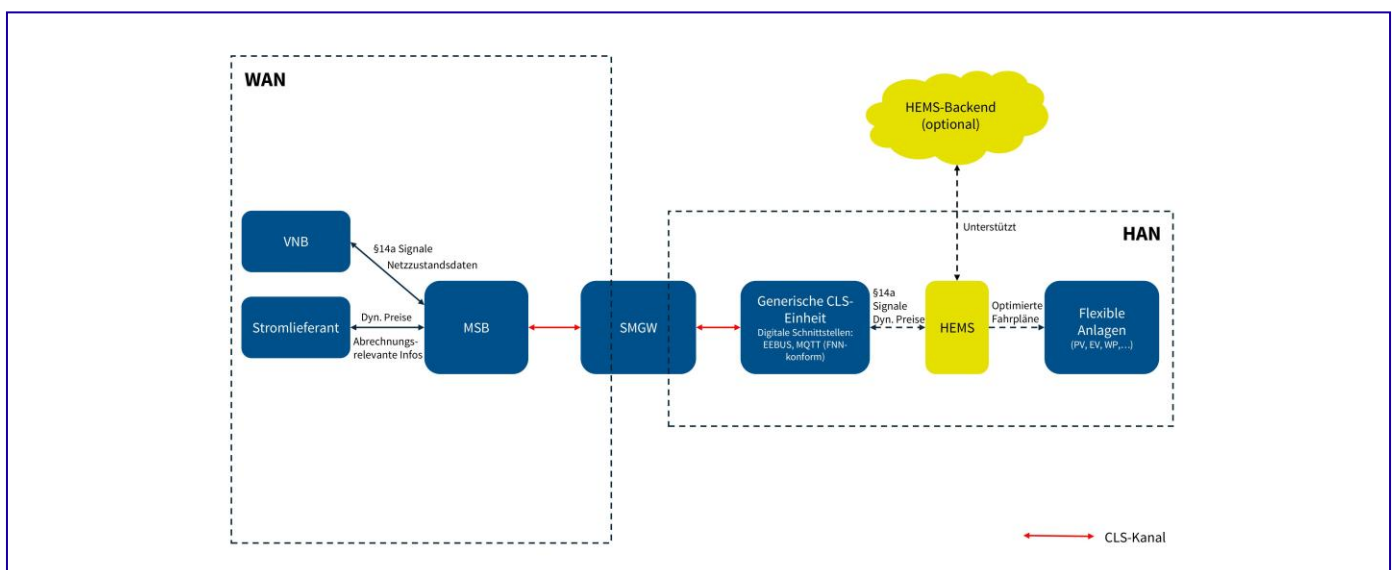 WAN
HEMS-Backend
(optional)
Unterstützt
HAN
VNB
§14a Signale
Netzzustandsdaten
Stromlieferant
Dyn. Preise
Abrechnungs-
relevante Infos
MSB
SMGW
Generische CLS-
Einheit
Digitale Schnittstellen:
EEBUS, MQTT (FNN-
konform)
§14a
Signale
Dyn. Preise
HEMS
Optimierte
Fahrpläne
Flexible
Anlagen
(PV, EV, WP,…)
CLS-Kanal